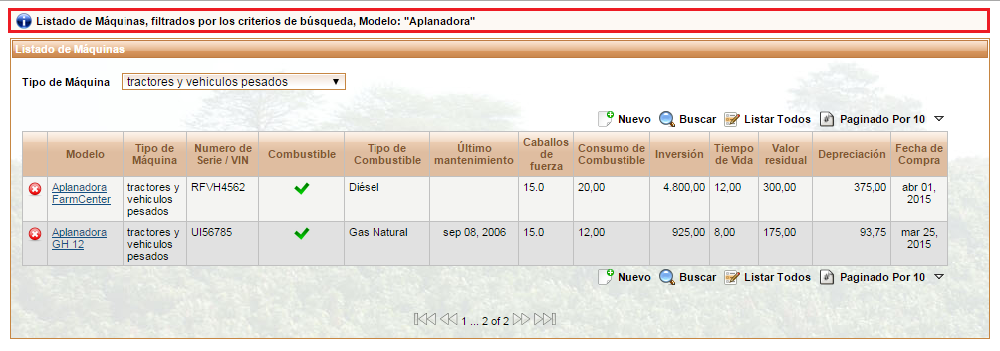 Listado de Máquinas, filtrados por los criterios de búsqueda, Modelo: "Aplanadora"
Listado de Máquinas
Tipo de Máquina tractores y vehiculos pesados
Nuevo Buscar Listar Todos Paginado Por 10
Modelo Tipo de Máquina Numero de Serie / VIN Combustible Tipo de Combustible Último mantenimiento Caballos de fuerza Consumo de Combustible Inversión Tiempo de Vida Valor residual Depreciación Fecha de Compra
Aplanadora FarmCenter tractores y vehiculos pesados RFVH4562 Diésel 15.0 20,00 4.800,00 12,00 300,00 375,00 abr 01, 2015
Aplanadora GH 12 tractores y vehiculos pesados UI56785 Gas Natural sep 08, 2006 15.0 12,00 925,00 8,00 175,00 93,75 mar 25, 2015
Nuevo Buscar Listar Todos Paginado Por 10
1 ... 2 of 2